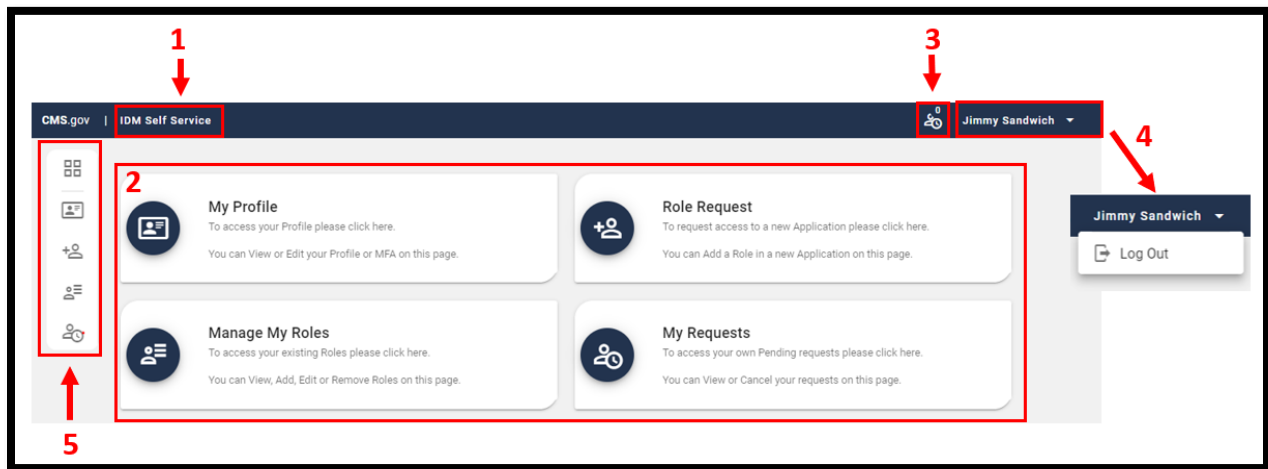 1
3
CMS.gov | IDM Self Service
0
Jimmy Sandwich
4
Jimmy Sandwich
Log Out
2
My Profile
To access your Profile please click here.
You can View or Edit your Profile or MFA on this page.
Role Request
To request access to a new Application please click here.
You can Add a Role in a new Application on this page.
Manage My Roles
To access your existing Roles please click here.
You can View, Add, Edit or Remove Roles on this page.
My Requests
To access your own Pending requests please click here.
You can View or Cancel your requests on this page.
5